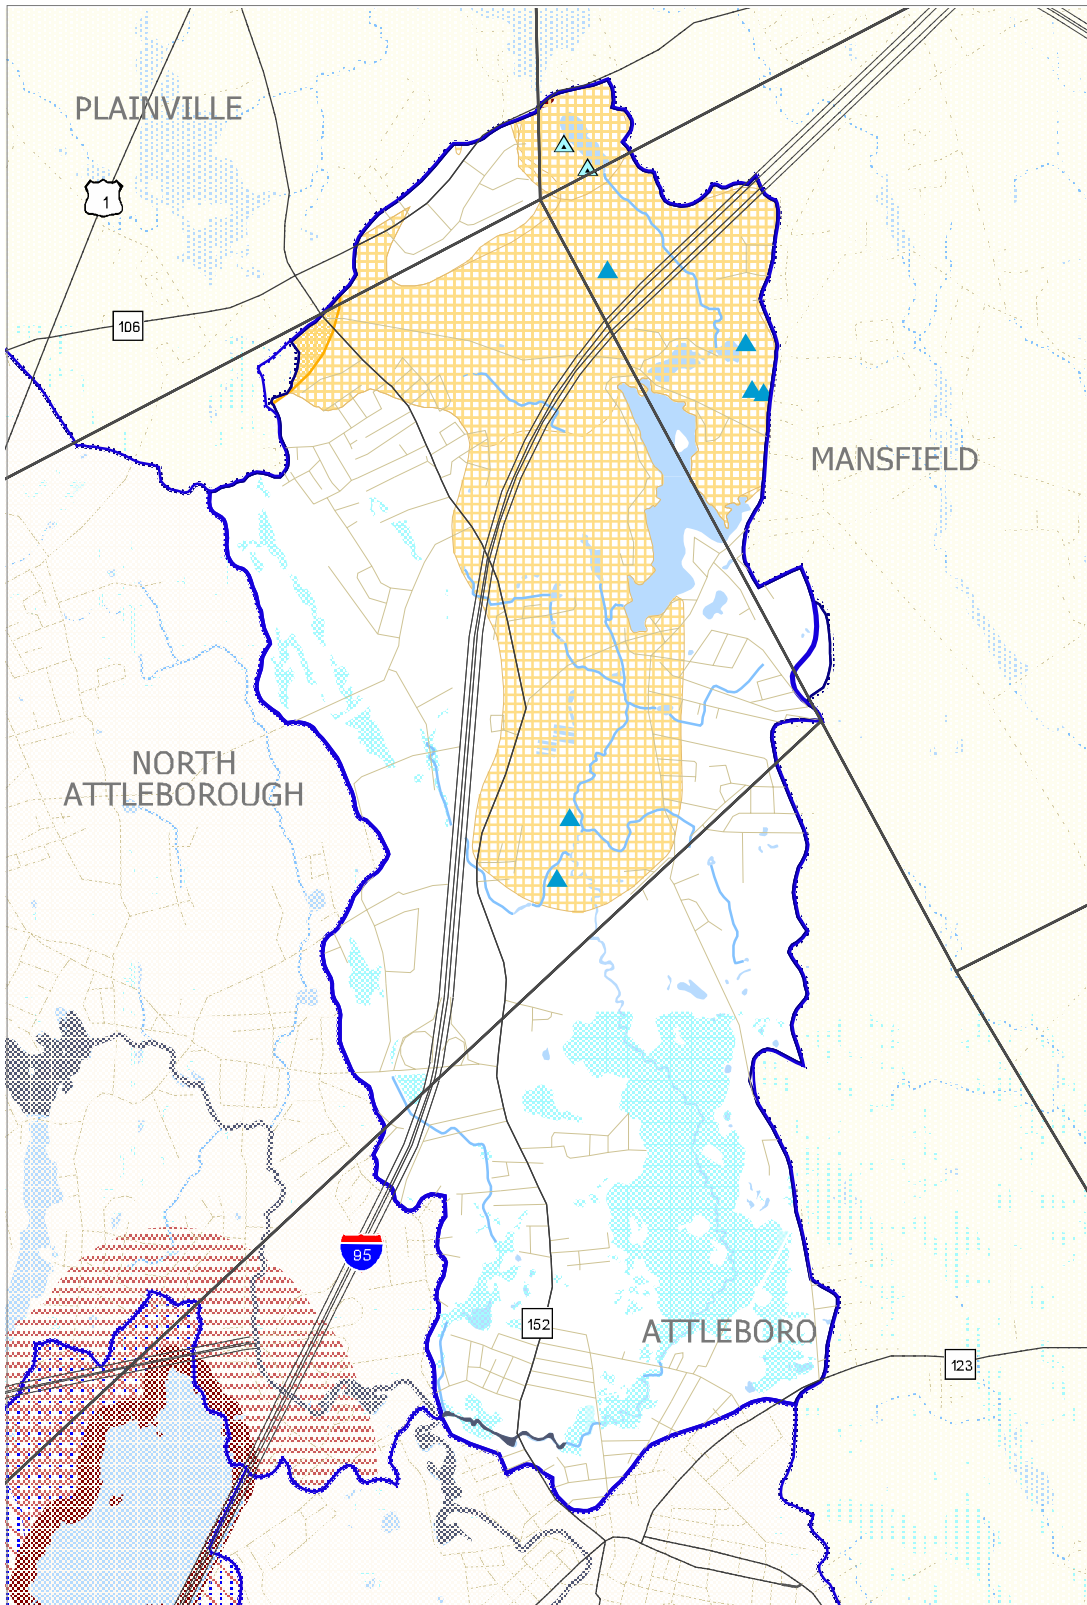 PLAINVILLE
1
106
MANSFIELD
NORTH
ATTLEBOROUGH
95
152
ATTLEBORO
123